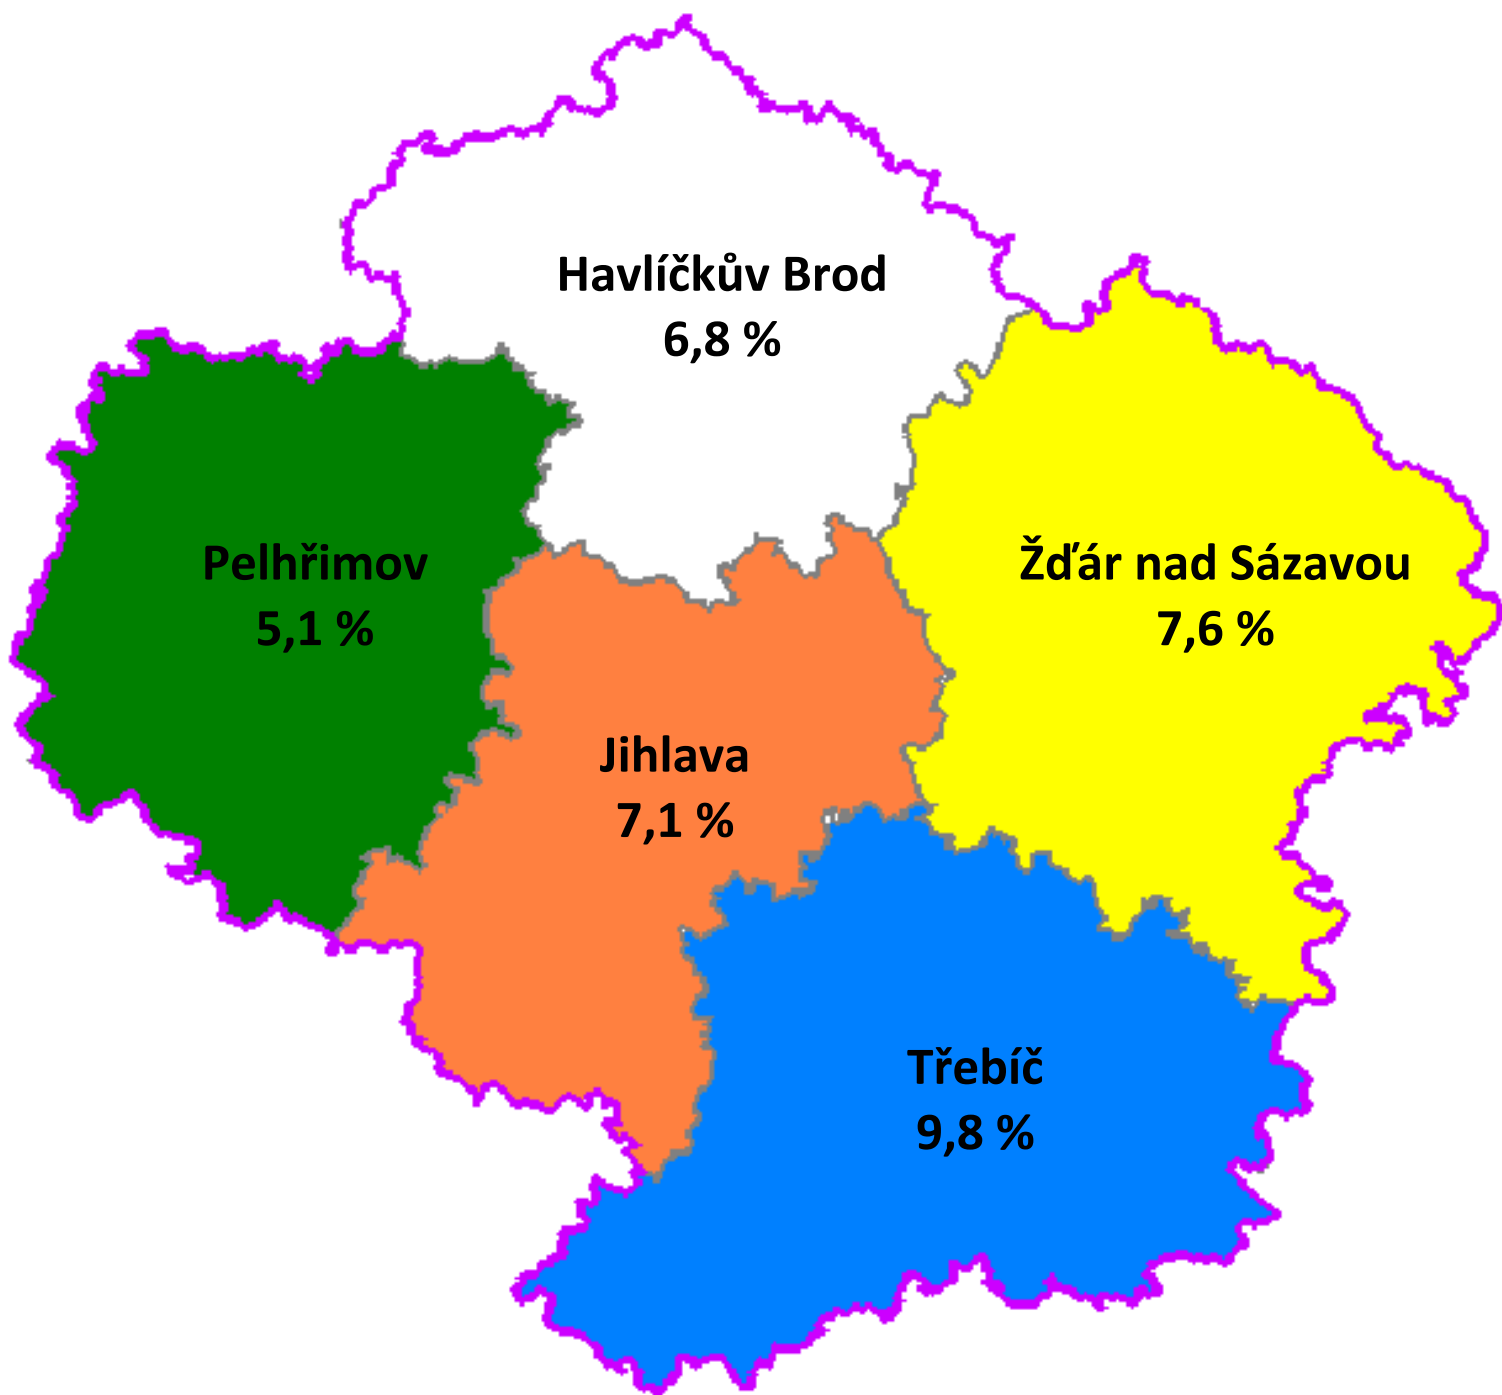 Havlíčkův Brod
6,8 %
Pelhřimov
5,1 %
Žďár nad Sázavou
7,6 %
Jihlava
7,1 %
Třebíč
9,8 %